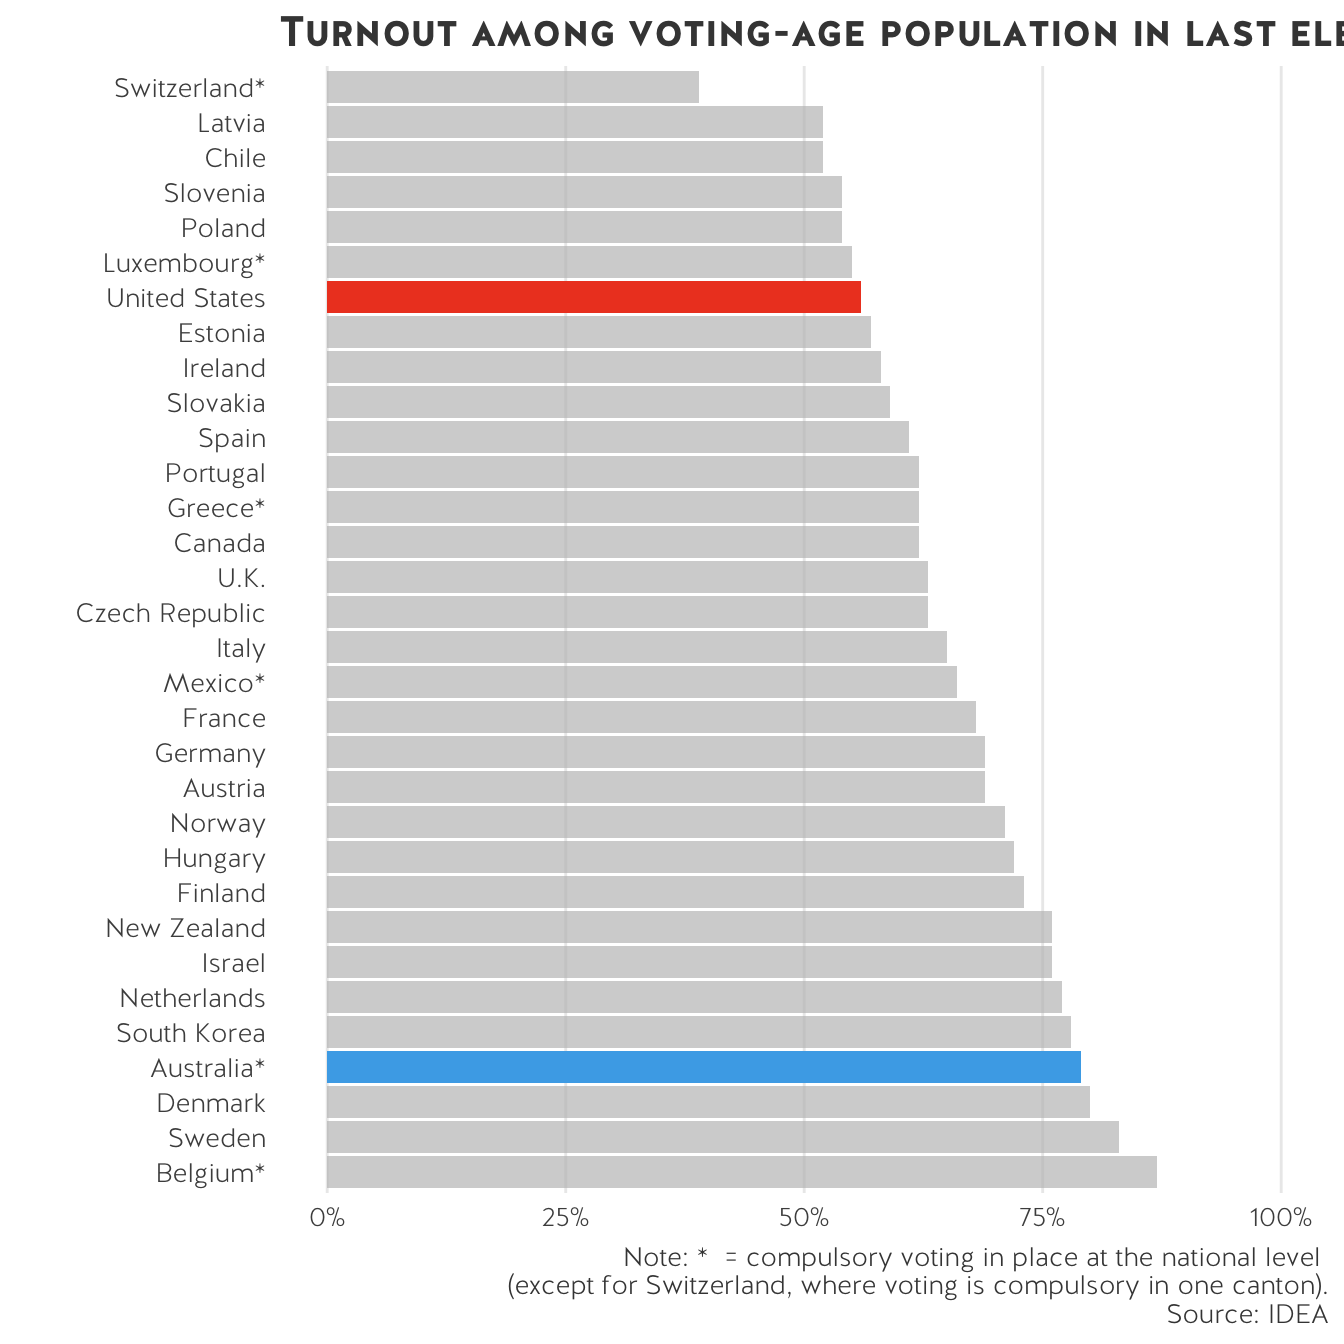 Turnout among voting-age population in last ele
Switzerland*
Latvia
Chile
Slovenia
Poland
Luxembourg*
United States
Estonia
Ireland
Slovakia
Spain
Portugal
Greece*
Canada
U.K.
Czech Republic
Italy
Mexico*
France
Germany
Austria
Norway
Hungary
Finland
New Zealand
Israel
Netherlands
South Korea
Australia*
Denmark
Sweden
Belgium*
0% 25% 50% 75% 100%
Note: * = compulsory voting in place at the national level
(except for Switzerland, where voting is compulsory in one canton).
Source: IDEA